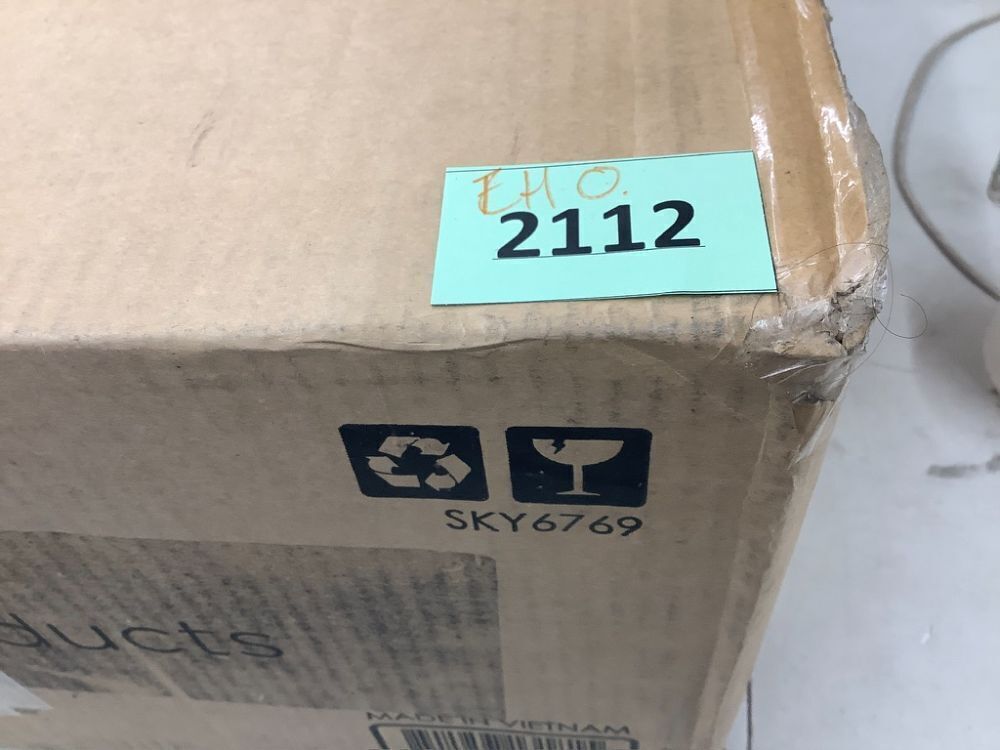 EHO.
2112
SKY6769
ducts
MADE IN VIETNAM